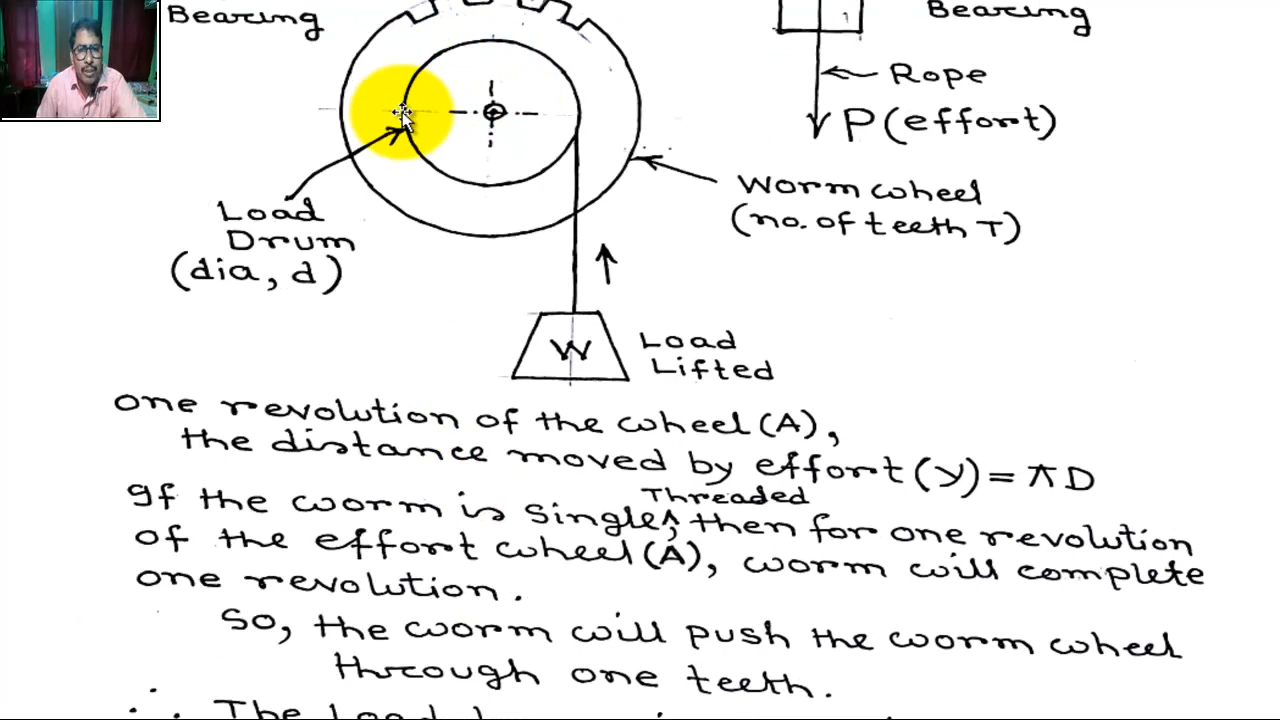 Bearing
Bearing
Rope
P(effort)
Worm wheel
(no. of teeth T)
Load
Drum
(dia, d)
W
Load
Lifted
one revolution of the wheel (A),
the distance moved by effort (y) = πD
If the worm is single Threaded, then for one revolution
of the effort wheel (A), worm will complete
one revolution.
So, the worm will push the worm wheel
through one teeth.
∴ The Load